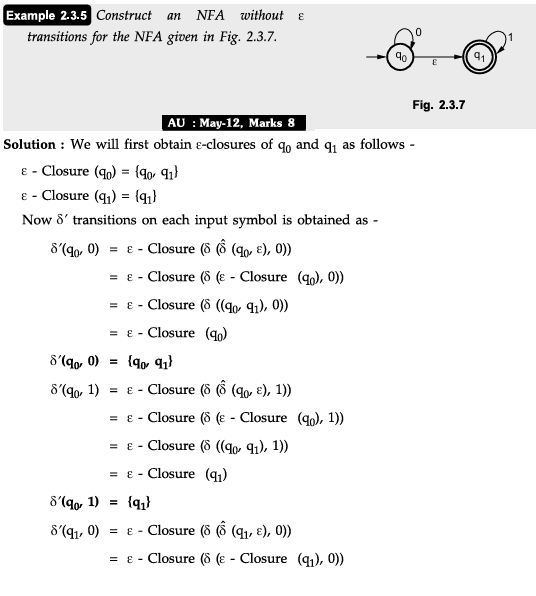 Example 2.3.5 Construct an NFA without ε
transitions for the NFA given in Fig. 2.3.7.
0
1
q₀
ε
q₁
Fig. 2.3.7
AU : May-12, Marks 8
Solution : We will first obtain ε-closures of q₀ and q₁ as follows -
ε - Closure (q₀) = {q₀, q₁}
ε - Closure (q₁) = {q₁}
Now δ′ transitions on each input symbol is obtained as -
δ′(q₀, 0) = ε - Closure (δ (δ̂ (q₀, ε), 0))
= ε - Closure (δ (ε - Closure (q₀), 0))
= ε - Closure (δ ((q₀, q₁), 0))
= ε - Closure (q₀)
δ′(q₀, 0) = {q₀, q₁}
δ′(q₀, 1) = ε - Closure (δ (δ̂ (q₀, ε), 1))
= ε - Closure (δ (ε - Closure (q₀), 1))
= ε - Closure (δ ((q₀, q₁), 1))
= ε - Closure (q₁)
δ′(q₀, 1) = {q₁}
δ′(q₁, 0) = ε - Closure (δ (δ̂ (q₁, ε), 0))
= ε - Closure (δ (ε - Closure (q₁), 0))